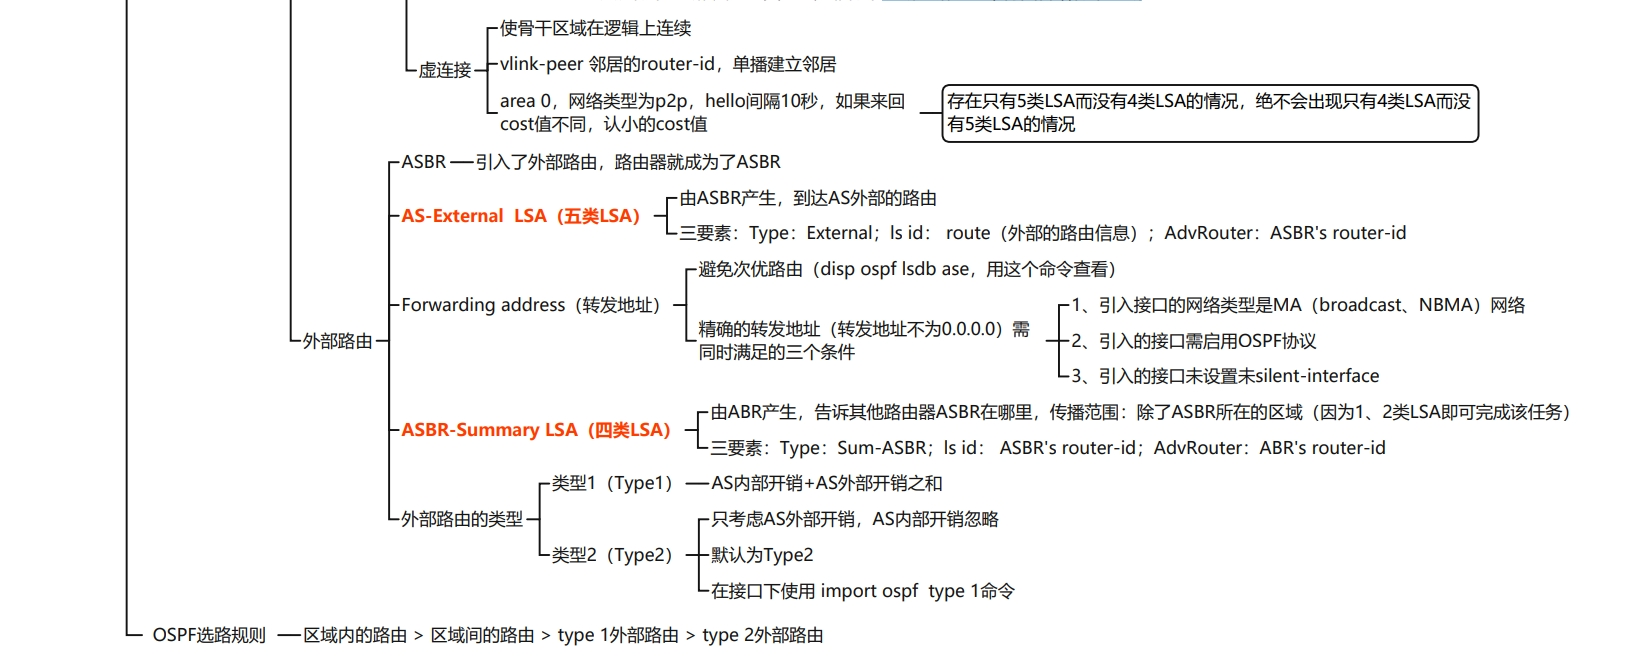 使骨干区域在逻辑上连续
虚连接
vlink-peer 邻居的router-id，单播建立邻居
area 0，网络类型为p2p，hello间隔10秒，如果来回
cost值不同，认小的cost值
存在只有5类LSA而没有4类LSA的情况，绝不会出现只有4类LSA而没
有5类LSA的情况
外部路由
ASBR
引入了外部路由，路由器就成为了ASBR
AS-External  LSA（五类LSA）
由ASBR产生，到达AS外部的路由
三要素：Type：External；ls id： route（外部的路由信息）；AdvRouter：ASBR's router-id
Forwarding address（转发地址）
避免次优路由（disp ospf lsdb ase，用这个命令查看）
精确的转发地址（转发地址不为0.0.0.0）需
同时满足的三个条件
1、引入接口的网络类型是MA（broadcast、NBMA）网络
2、引入的接口需启用OSPF协议
3、引入的接口未设置未silent-interface
ASBR-Summary LSA（四类LSA）
由ABR产生，告诉其他路由器ASBR在哪里，传播范围：除了ASBR所在的区域（因为1、2类LSA即可完成该任务）
三要素：Type：Sum-ASBR；ls id： ASBR's router-id；AdvRouter：ABR's router-id
外部路由的类型
类型1（Type1）
AS内部开销+AS外部开销之和
类型2（Type2）
只考虑AS外部开销，AS内部开销忽略
默认为Type2
在接口下使用 import ospf  type 1命令
OSPF选路规则
区域内的路由 > 区域间的路由 > type 1外部路由 > type 2外部路由